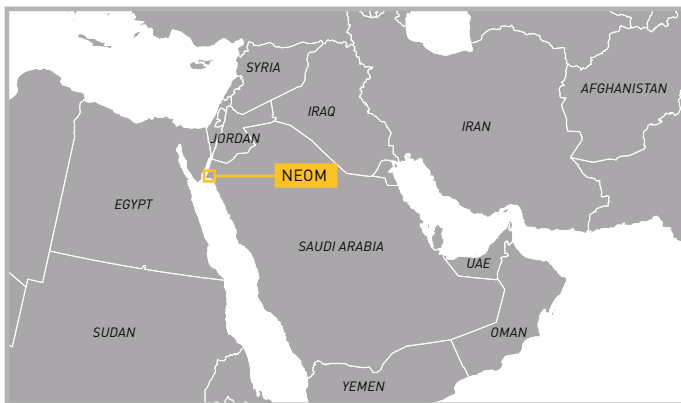 SYRIA
AFGHANISTAN
IRAQ
IRAN
JORDAN
NEOM
EGYPT
SAUDI ARABIA
UAE
SUDAN
OMAN
YEMEN